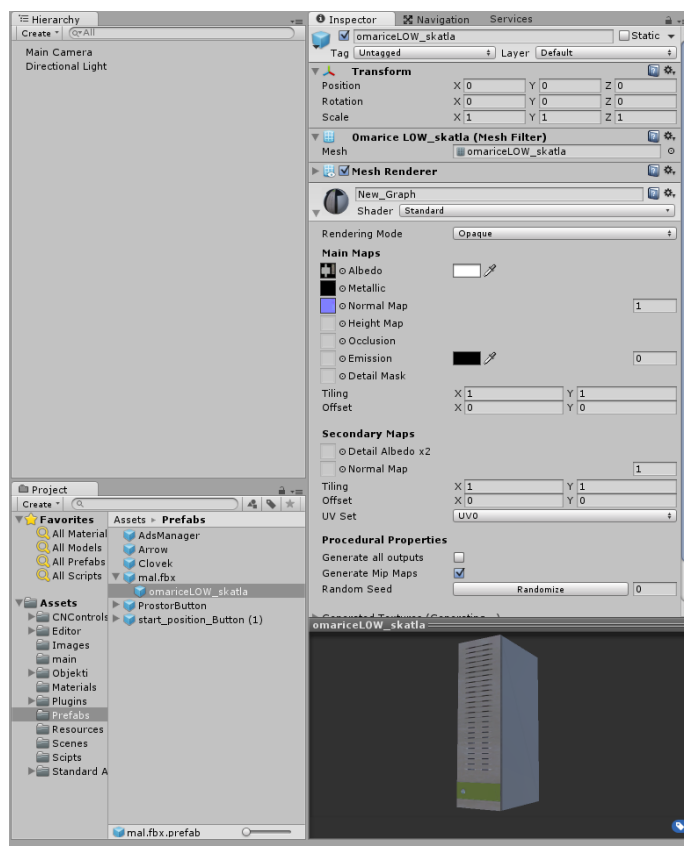 Hierarchy
Create
All
Main Camera
Directional Light
Project
Create
Favorites
All Material
All Models
All Prefabs
All Scripts
Assets
CNControls
Editor
Images
main
Objekti
Materials
Plugins
Prefabs
Resources
Scenes
Scipts
Standard A
Assets Prefabs
AdsManager
Arrow
Clovek
mal.fbx
omariceLOW_skatla
ProstorButton
start_position_Button (1)
mal.fbx.prefab
Inspector Navigation Services
omariceLOW_skatla Static
Tag Untagged Layer Default
Transform
Position X 0 Y 0 Z 0
Rotation X 0 Y 0 Z 0
Scale X 1 Y 1 Z 1
Omarice L0W_skatla (Mesh Filter)
Mesh omariceLOW_skatla
Mesh Renderer
New_Graph
Shader Standard
Rendering Mode Opaque
Main Maps
Albedo
Metallic
Normal Map 1
Height Map
Occlusion
Emission 0
Detail Mask
Tiling X 1 Y 1
Offset X 0 Y 0
Secondary Maps
Detail Albedo x2
Normal Map 1
Tiling X 1 Y 1
Offset X 0 Y 0
UV Set UV0
Procedural Properties
Generate all outputs
Generate Mip Maps
Random Seed Randomize 0
Generated Textures (Generating...)
omariceLOW_skatla